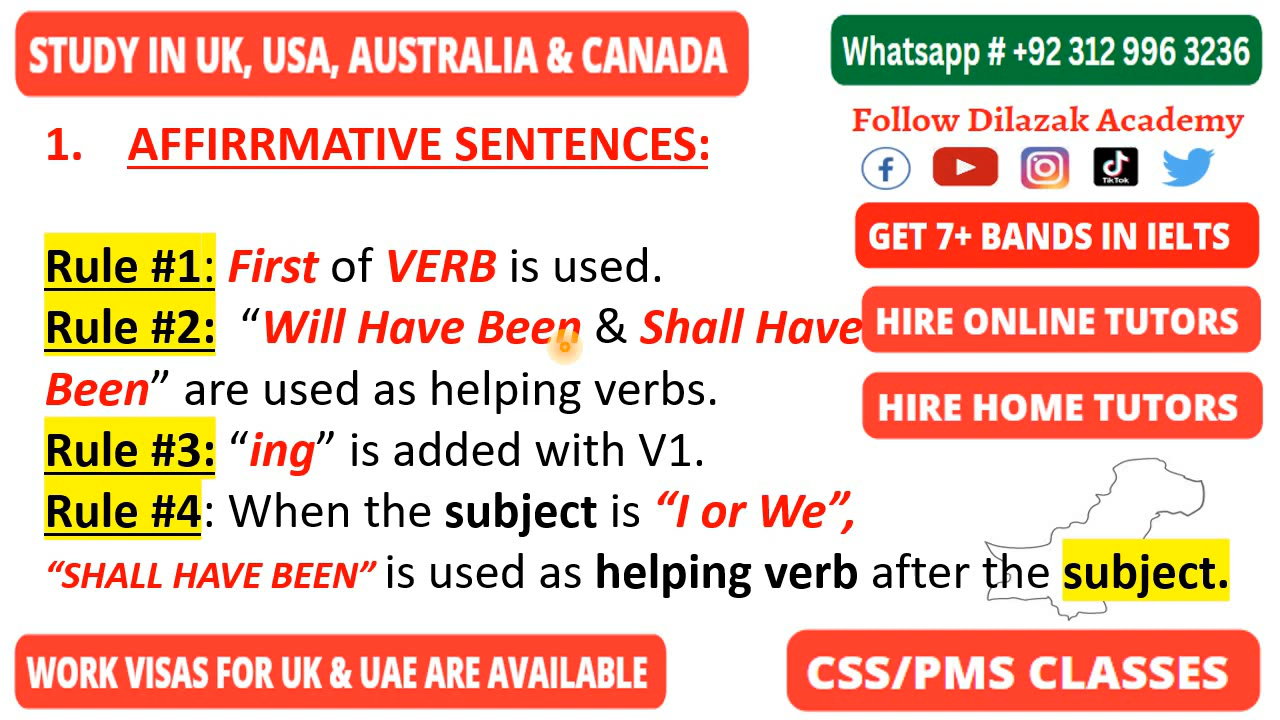 STUDY IN UK, USA, AUSTRALIA & CANADA
Whatsapp # +92 312 996 3236
Follow Dilazak Academy
TikTok
1. AFFIRRMATIVE SENTENCES:
GET 7+ BANDS IN IELTS
Rule #1: First of VERB is used.
Rule #2: “Will Have Been & Shall Have
HIRE ONLINE TUTORS
Been” are used as helping verbs.
HIRE HOME TUTORS
Rule #3: “ing” is added with V1.
Rule #4: When the subject is “I or We”,
“SHALL HAVE BEEN” is used as helping verb after the subject.
WORK VISAS FOR UK & UAE ARE AVAILABLE
CSS/PMS CLASSES